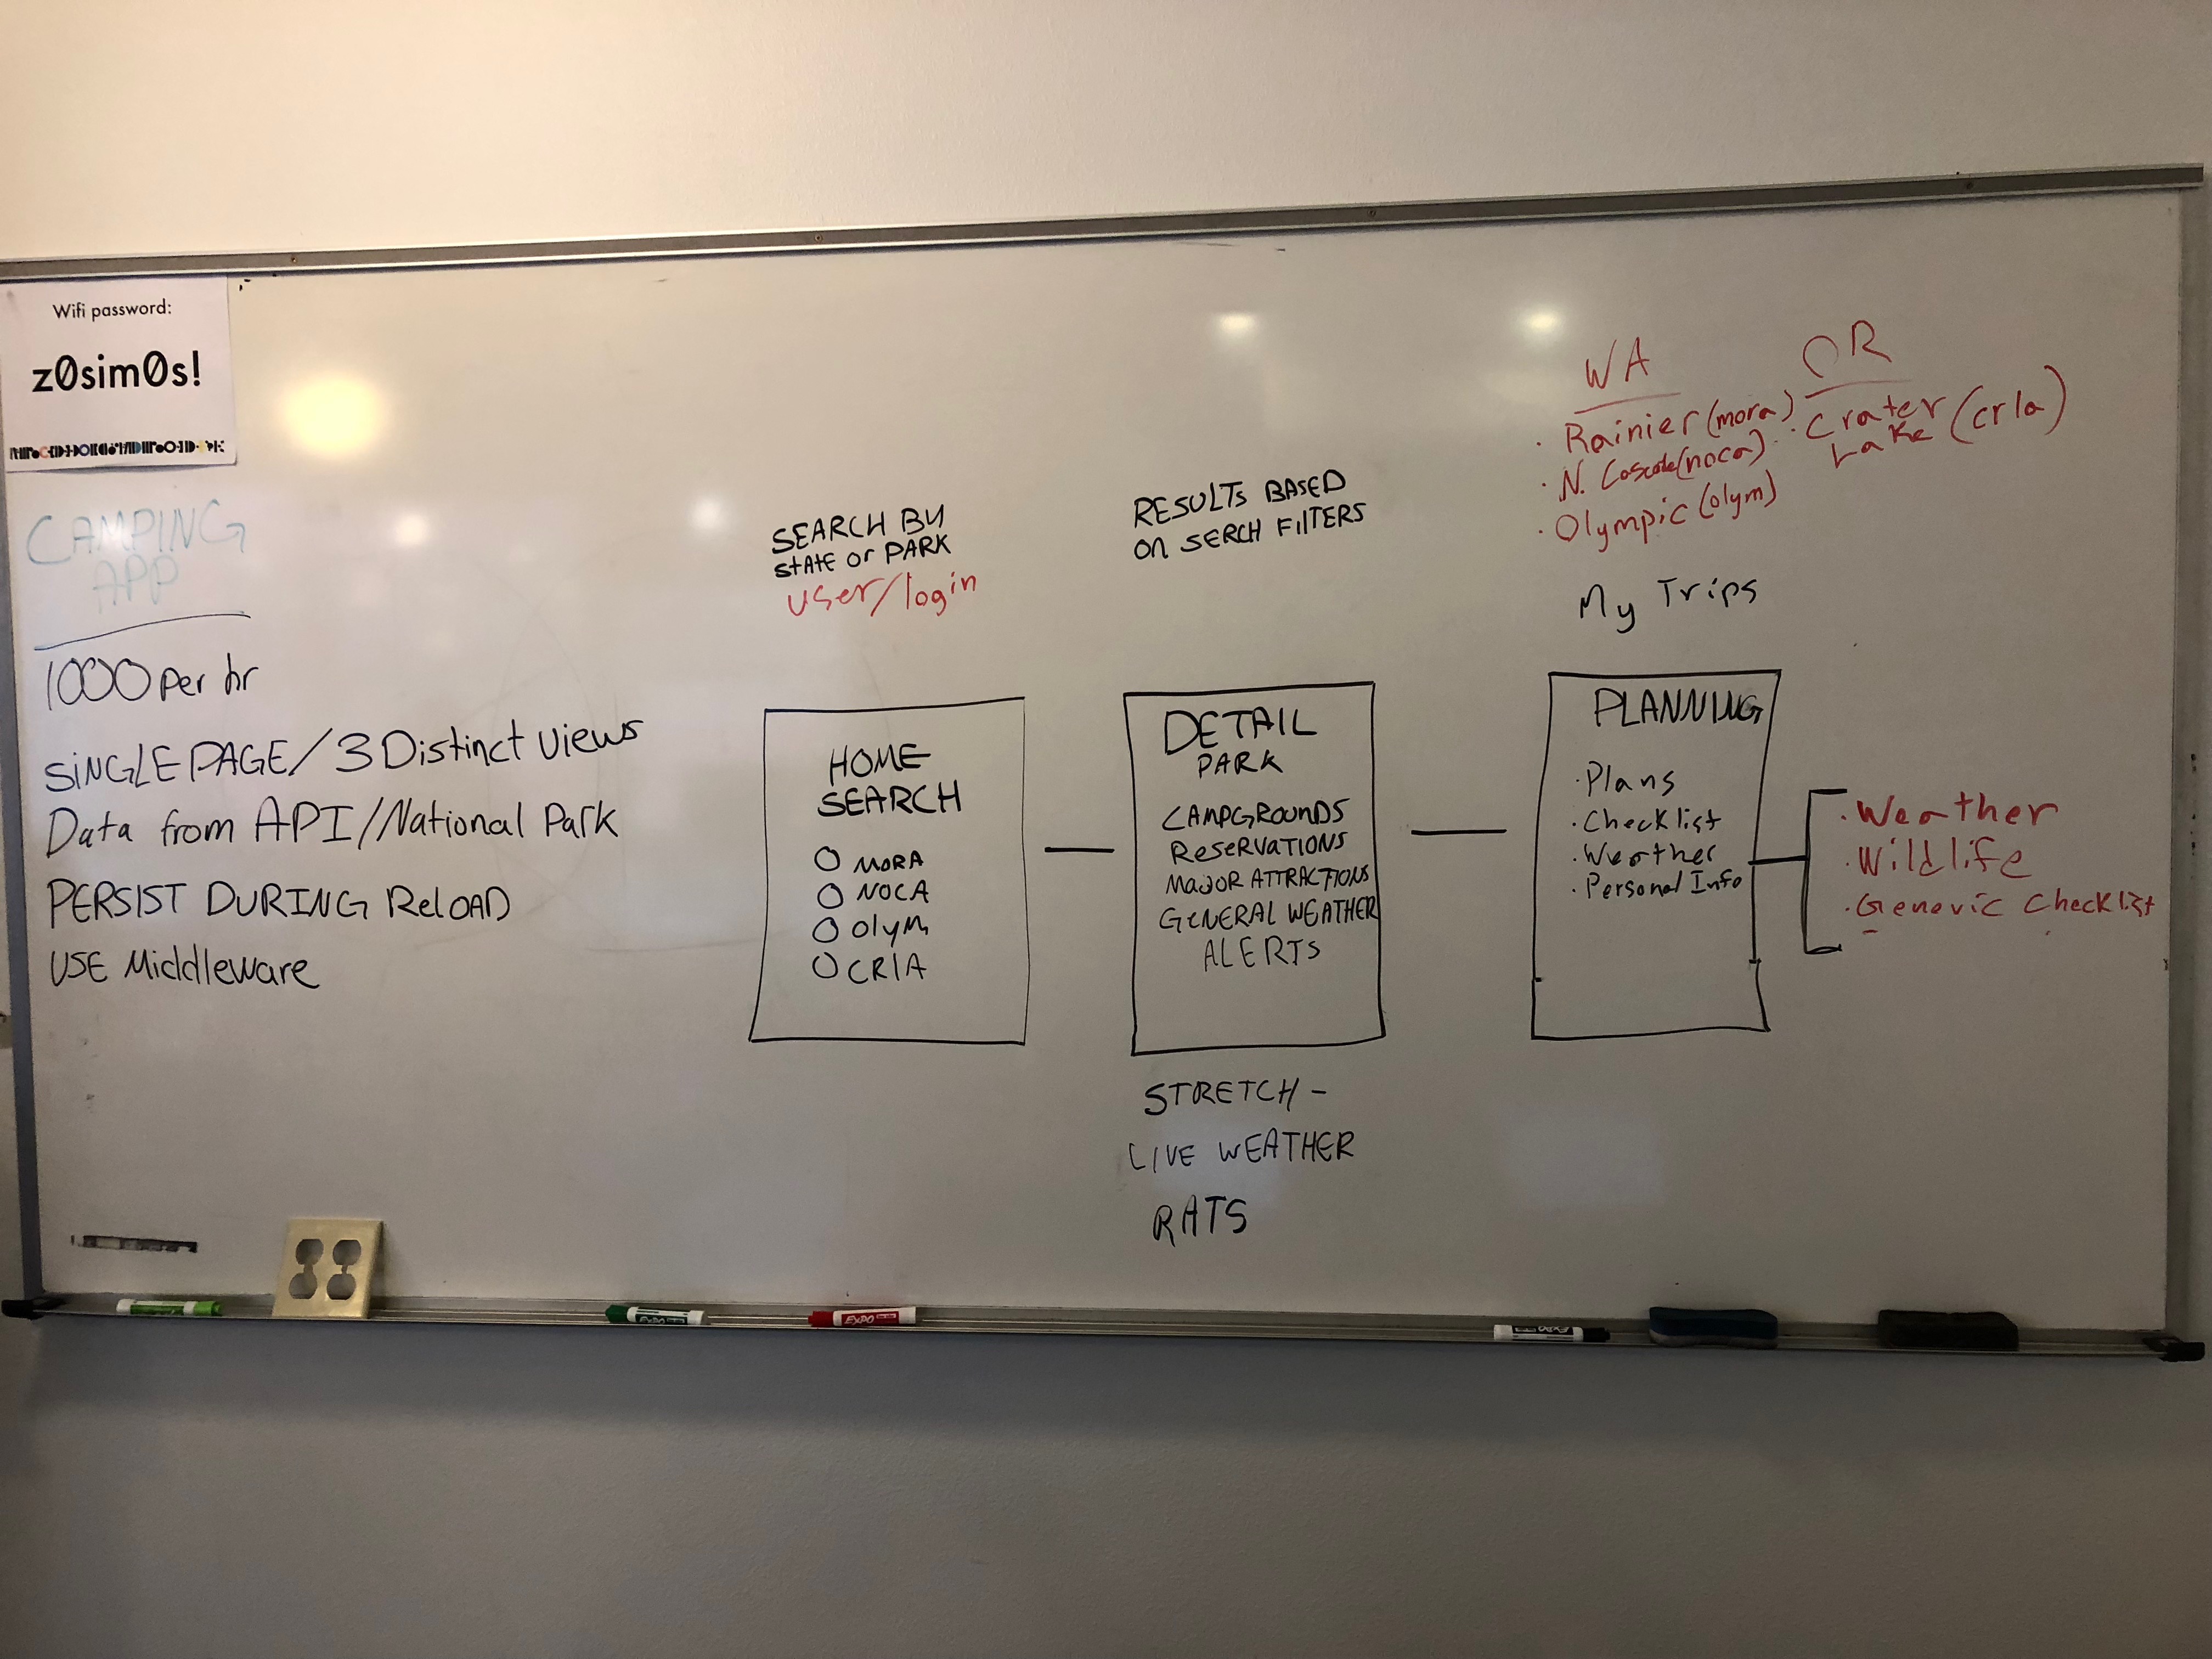 Wifi password:
z0sim0s!
CAMPING
APP
1000 per hr
SINGLE PAGE/3 Distinct views
Data from API/National Park
PERSIST DURING ReLOAD
USE Middleware
SEARCH BY
STATE or PARK
user/login
HOME
SEARCH
MORA
NOCA
OlyM
CRlA
RESULTS BASED
ON SERCH FILTERS
DETAIL
PARK
CAMPGROUNDS
ReSeRVATIONS
MAJOR ATTRACTIONS
GENERAL WEATHER
ALERTS
STRETCH -
LIVE WEATHER
RATS
WA
· Rainier (mora)
· N. Cascade (noca)
· Olympic (olym)
OR
· Crater (crla)
Lake
My Trips
PLANNING
· Plans
· Checklist
· Weather
· Personal Info
· Weather
· Wildlife
· Generic Checklist
EXPO
EXPO
EXPO